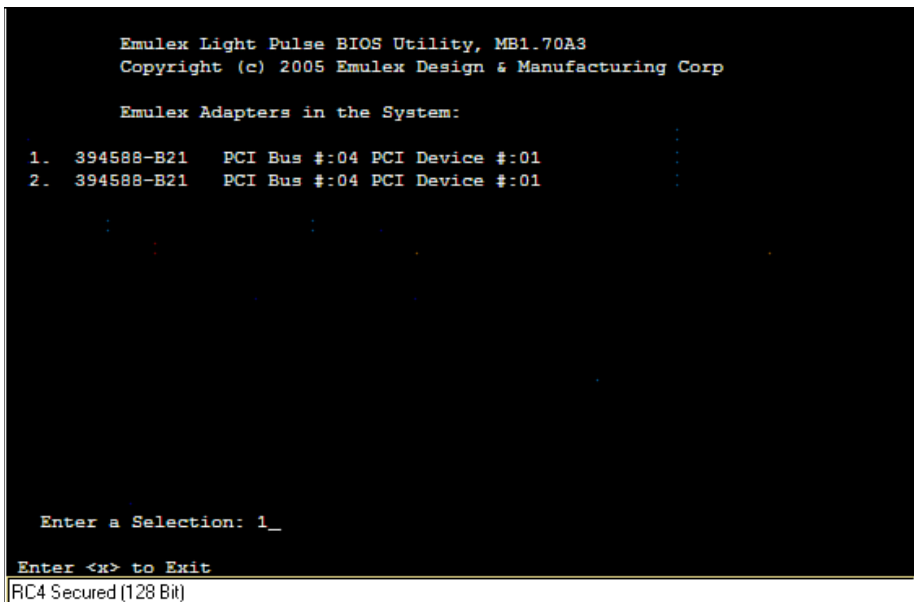 Emulex Light Pulse BIOS Utility, MB1.70A3
Copyright (c) 2005 Emulex Design & Manufacturing Corp
Emulex Adapters in the System:
1. 394588-B21 PCI Bus #:04 PCI Device #:01
2. 394588-B21 PCI Bus #:04 PCI Device #:01
Enter a Selection: 1_
Enter <x> to Exit
RC4 Secured (128 Bit)